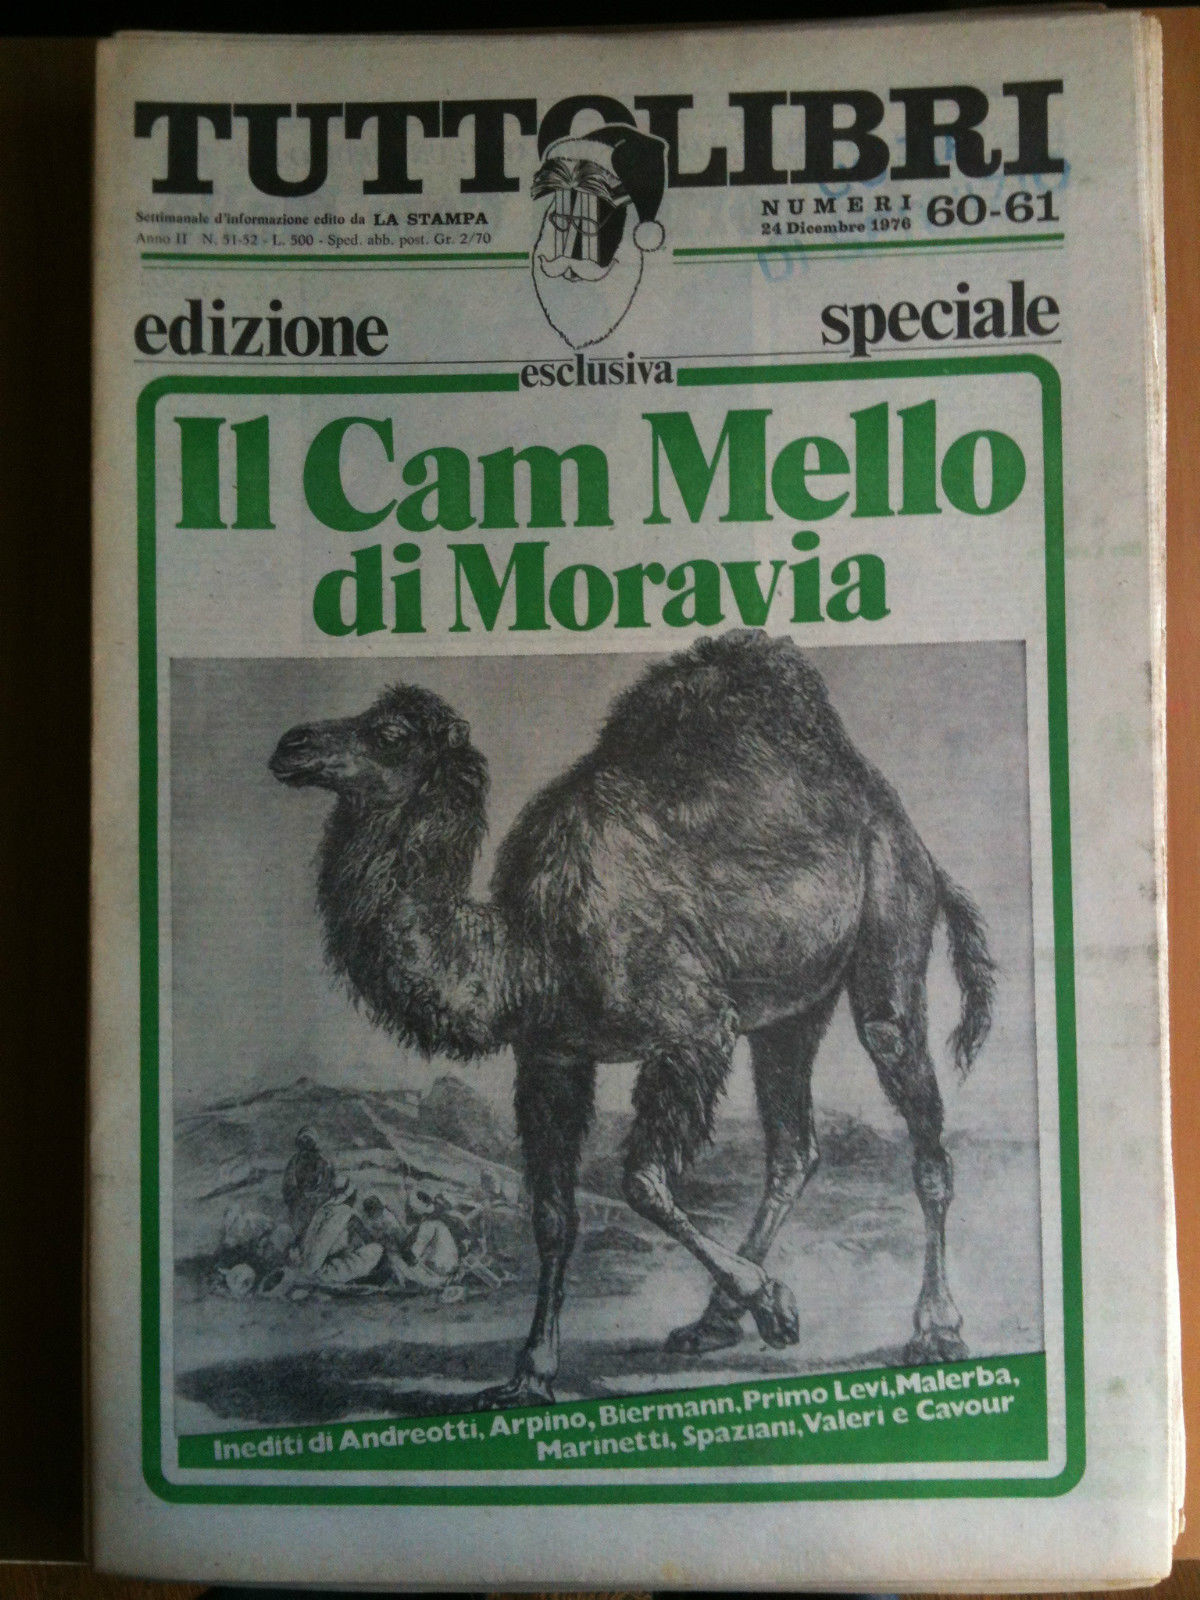 TUTTOLIBRI
Settimanale d'informazione edito da LA STAMPA
Anno II N. 51-52 - L. 500 - Sped. abb. post. Gr. 2/70
NUMERI 60-61
24 Dicembre 1976
edizione speciale
esclusiva
Il Cam Mello
di Moravia
Inediti di Andreotti, Arpino, Biermann, Primo Levi, Malerba,
Marinetti, Spaziani, Valeri e Cavour